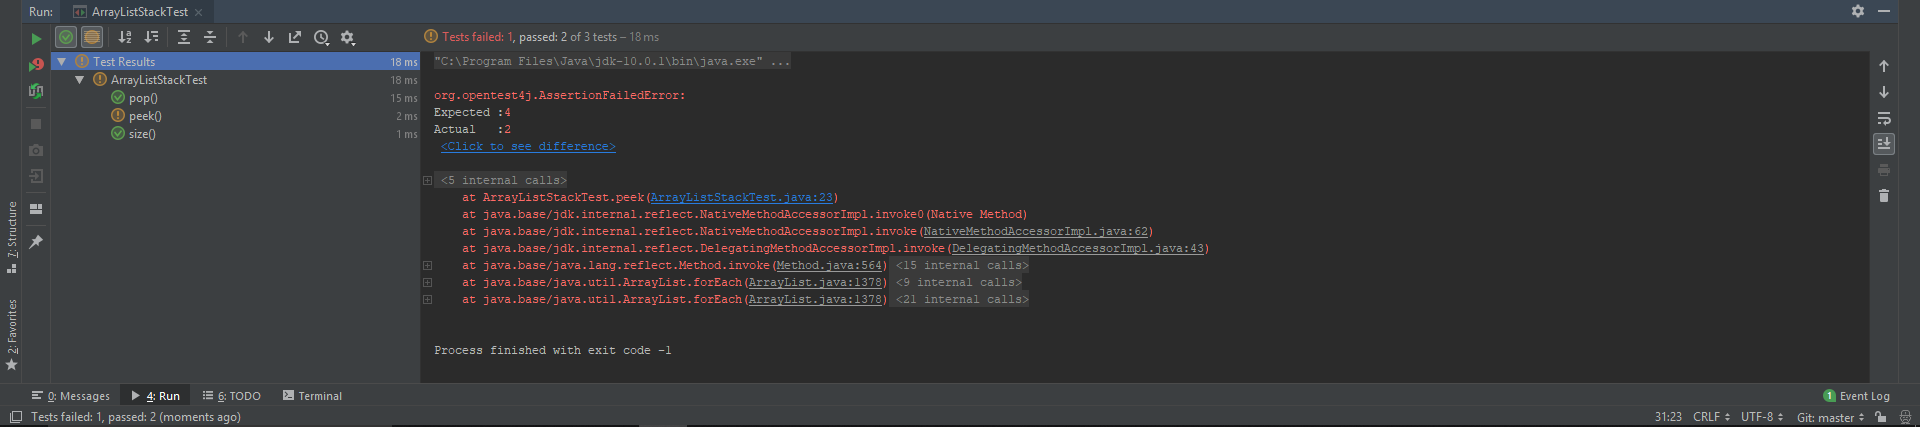 Run: ArrayListStackTest
Tests failed: 1, passed: 2 of 3 tests – 18 ms
Test Results 18 ms
ArrayListStackTest 18 ms
pop() 15 ms
peek() 2 ms
size() 1 ms
"C:\Program Files\Java\jdk-10.0.1\bin\java.exe" ...
org.opentest4j.AssertionFailedError:
Expected :4
Actual   :2
<Click to see difference>
<5 internal calls>
at ArrayListStackTest.peek(ArrayListStackTest.java:23)
at java.base/jdk.internal.reflect.NativeMethodAccessorImpl.invoke0(Native Method)
at java.base/jdk.internal.reflect.NativeMethodAccessorImpl.invoke(NativeMethodAccessorImpl.java:62)
at java.base/jdk.internal.reflect.DelegatingMethodAccessorImpl.invoke(DelegatingMethodAccessorImpl.java:43)
at java.base/java.lang.reflect.Method.invoke(Method.java:564) <15 internal calls>
at java.base/java.util.ArrayList.forEach(ArrayList.java:1378) <9 internal calls>
at java.base/java.util.ArrayList.forEach(ArrayList.java:1378) <21 internal calls>
Process finished with exit code -1
7: Structure
2: Favorites
0: Messages 4: Run 6: TODO Terminal 1 Event Log
Tests failed: 1, passed: 2 (moments ago) 31:23 CRLF UTF-8 Git: master